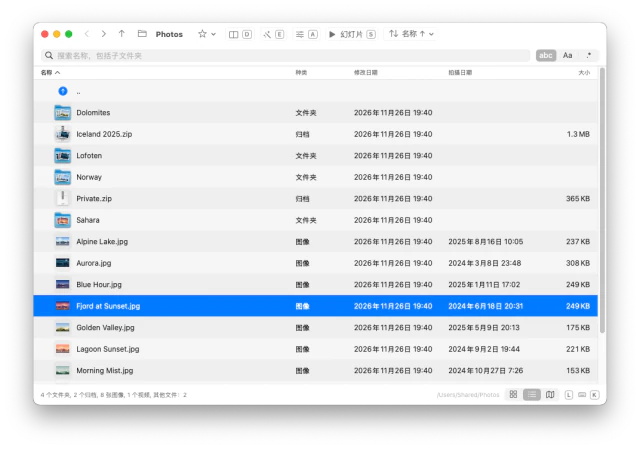 Photos D E A 幻灯片 S 名称
搜索名称，包括子文件夹 abc Aa .*
名称 种类 修改日期 拍摄日期 大小
..
Dolomites 文件夹 2026年11月26日 19:40
Iceland 2025.zip 归档 2026年11月26日 19:40 1.3 MB
Lofoten 文件夹 2026年11月26日 19:40
Norway 文件夹 2026年11月26日 19:40
Private.zip 归档 2026年11月26日 19:40 365 KB
Sahara 文件夹 2026年11月26日 19:40
Alpine Lake.jpg 图像 2026年11月26日 19:40 2025年8月16日 10:05 237 KB
Aurora.jpg 图像 2026年11月26日 19:40 2024年3月8日 23:48 308 KB
Blue Hour.jpg 图像 2026年11月26日 19:40 2025年1月11日 17:02 249 KB
Fjord at Sunset.jpg 图像 2026年11月26日 19:40 2024年6月18日 20:31 249 KB
Golden Valley.jpg 图像 2026年11月26日 19:40 2025年5月9日 20:13 175 KB
Lagoon Sunset.jpg 图像 2026年11月26日 19:40 2024年9月2日 19:44 221 KB
Morning Mist.jpg 图像 2026年11月26日 19:40 2024年10月27日 7:26 153 KB
4 个文件夹, 2 个归档, 8 张图像, 1 个视频, 其他文件: 2 /Users/Shared/Photos L K